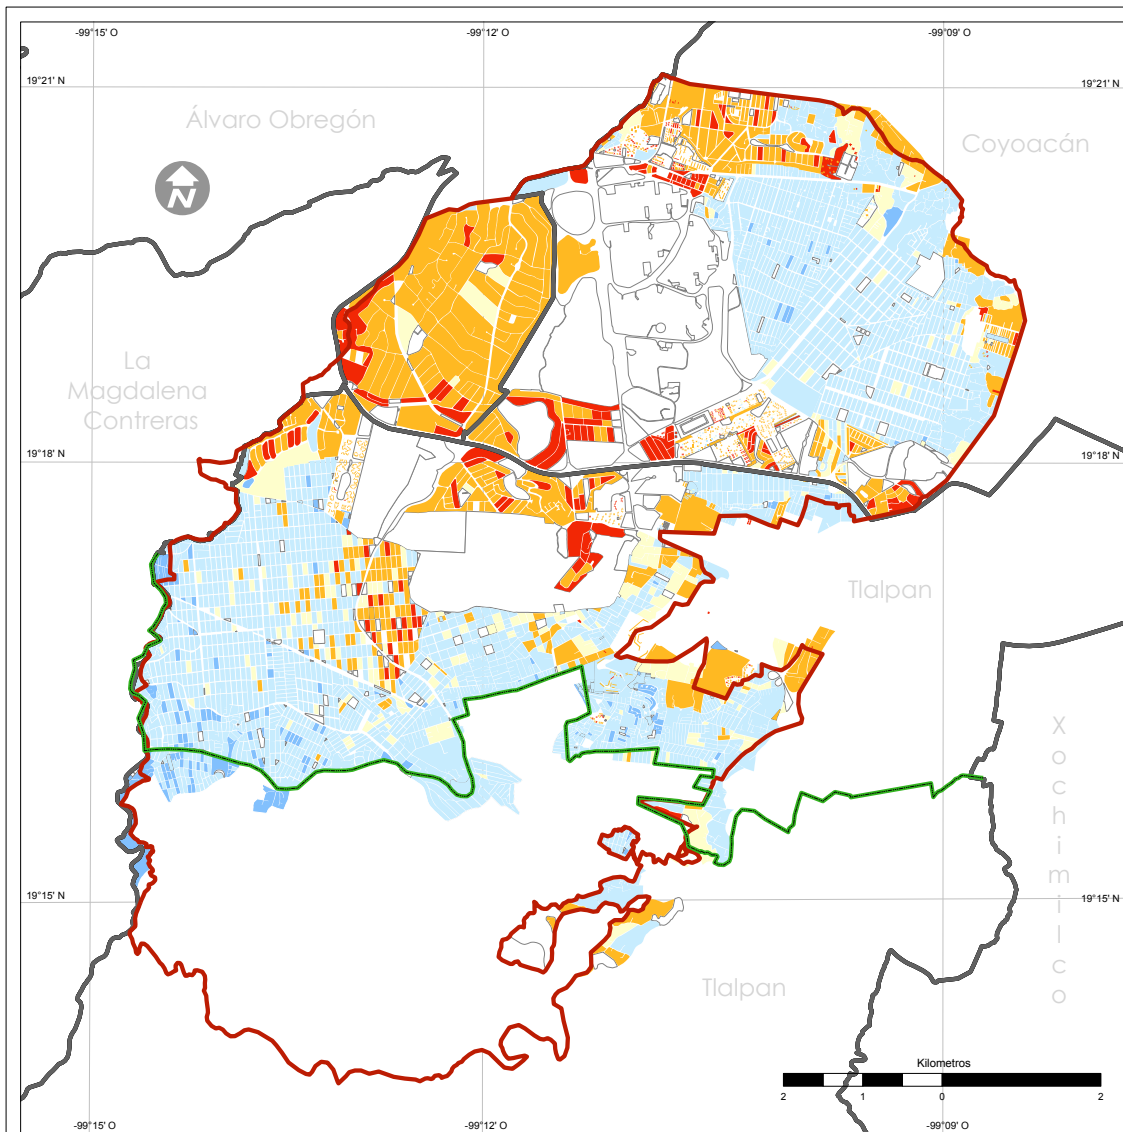 -99°15' O
-99°12' O
-99°09' O
19°21' N
19°21' N
Álvaro Obregón
Coyoacán
N
La
Magdalena
Contreras
19°18' N
19°18' N
Tlalpan
Xochimilco
19°15' N
19°15' N
Tlalpan
Kilometros
2 1 0 2
-99°15' O
-99°12' O
-99°09' O